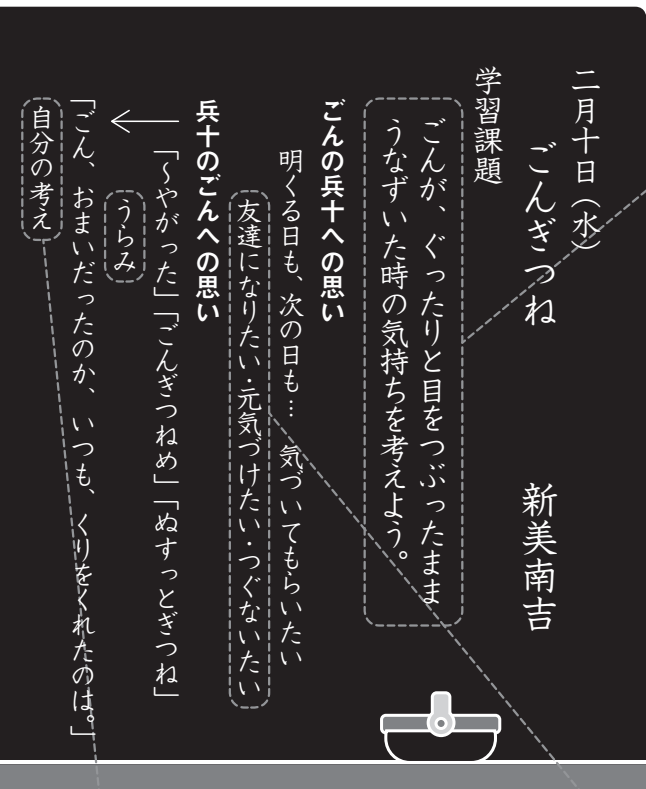 二月十日(水)
ごんぎつね　新美南吉
学習課題
ごんが、ぐったりと目をつぶったまま
うなずいた時の気持ちを考えよう。
ごんの兵十への思い
明くる日も、次の日も… 気づいてもらいたい
友達になりたい・元気づけたい・つぐないたい
兵十のごんへの思い
「～やがった」「ごんぎつねめ」「ぬすっとぎつね」
うらみ
「ごん、おまいだったのか、いつも、くりをくれたのは。」
自分の考え